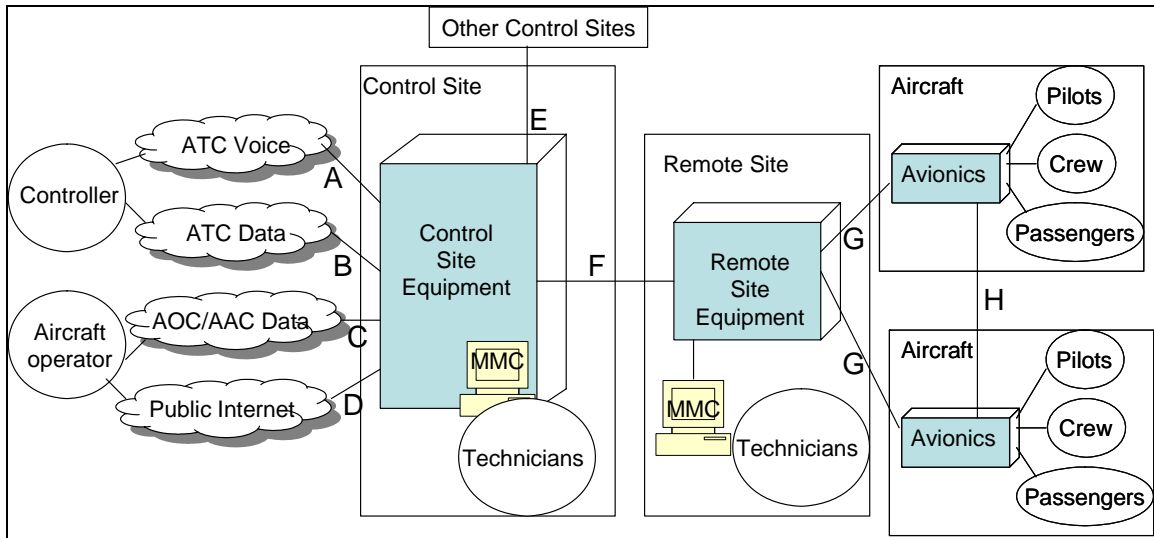 Other Control Sites
Control Site
E
ATC Voice
A
Controller
ATC Data
B
Control
Site
Equipment
AOC/AAC Data
C
Aircraft
operator
Public Internet
D
MMC
Technicians
F
Remote Site
Remote
Site
Equipment
MMC
Technicians
G
G
Aircraft
Pilots
Avionics
Crew
Passengers
H
Aircraft
Pilots
Avionics
Crew
Passengers